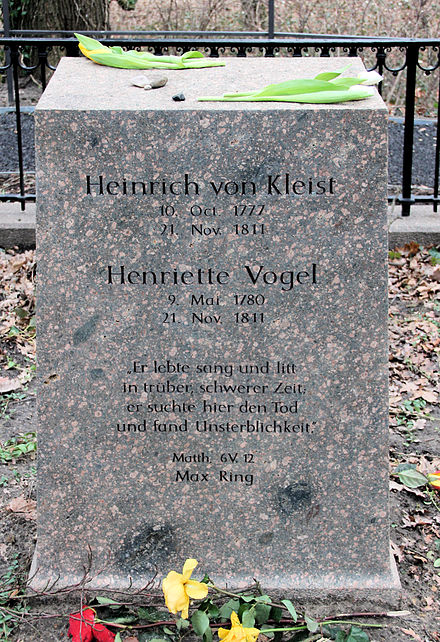 Heinrich von Kleist
10. Oct. 1777
21. Nov. 1811
Henriette Vogel
9. Mai 1780
21. Nov. 1811
„Er lebte sang und litt
in trüber, schwerer Zeit,
er suchte hier den Tod
und fand Unsterblichkeit.“
Matth. 6V. 12
Max Ring